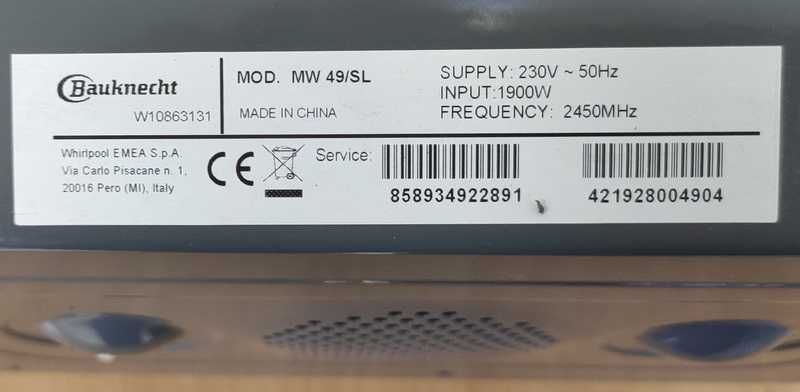 Bauknecht
W10863131
MOD. MW 49/SL
MADE IN CHINA
SUPPLY: 230V ~ 50Hz
INPUT:1900W
FREQUENCY: 2450MHz
Whirlpool EMEA S.p.A.
Via Carlo Pisacane n. 1,
20016 Pero (MI), Italy
CE
Service:
858934922891
421928004904